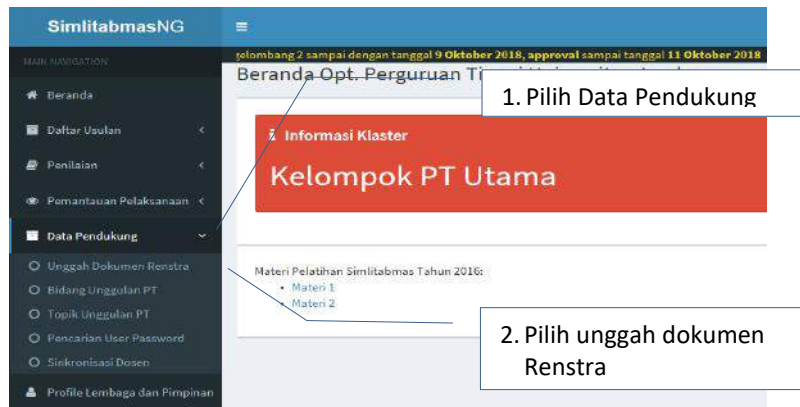 SimlitabmasNG
gelombang 2 sampai dengan tanggal 9 Oktober 2018, approval sampai tanggal 11 Oktober 2018
MAIN NAVIGATION
Beranda Opt. Perguruan
1. Pilih Data Pendukung
Beranda
Daftar Usulan
Informasi Klaster
Penilaian
Kelompok PT Utama
Pemantauan Pelaksanaan
Data Pendukung
Unggah Dokumen Renstra
Materi Pelatihan Simlitabmas Tahun 2016:
Bidang Unggulan PT
• Materi 1
• Materi 2
Topik Unggulan PT
Pencarian User Password
2. Pilih unggah dokumen
Renstra
Sinkronisasi Dosen
Profile Lembaga dan Pimpinan